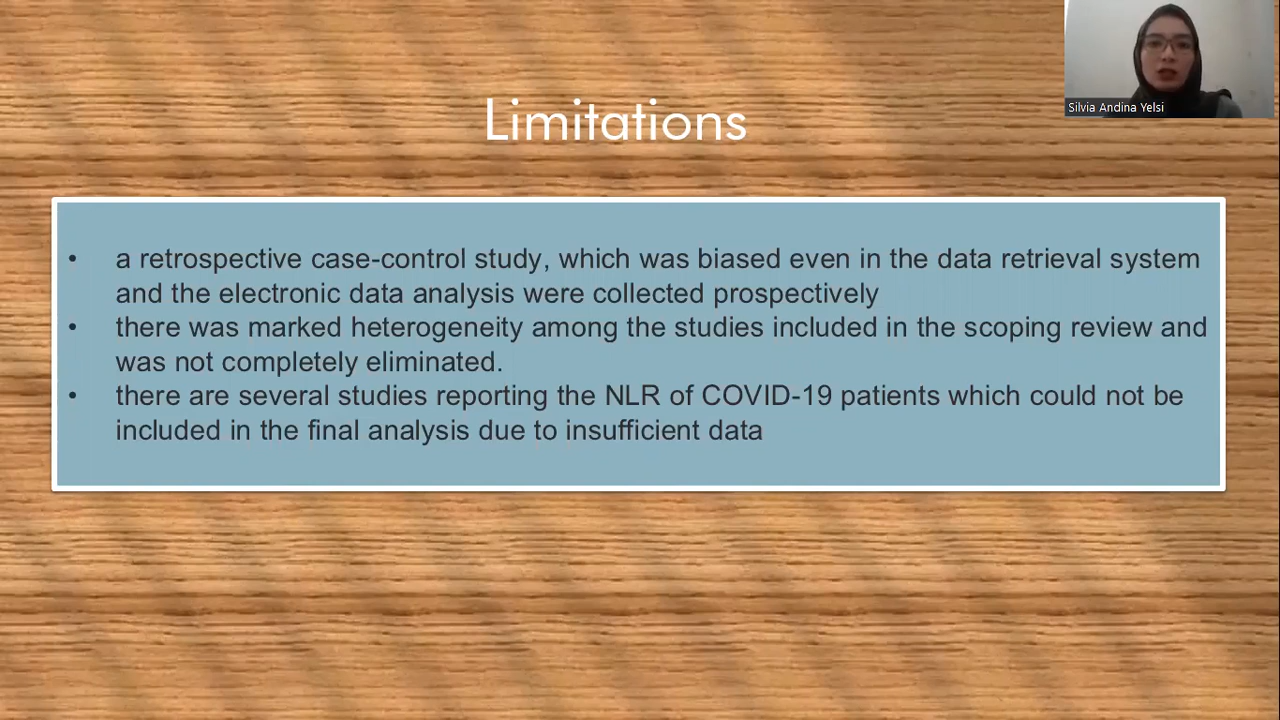 Silvia Andina Yelsi
Limitations
• a retrospective case-control study, which was biased even in the data retrieval system
and the electronic data analysis were collected prospectively
• there was marked heterogeneity among the studies included in the scoping review and
was not completely eliminated.
• there are several studies reporting the NLR of COVID-19 patients which could not be
included in the final analysis due to insufficient data